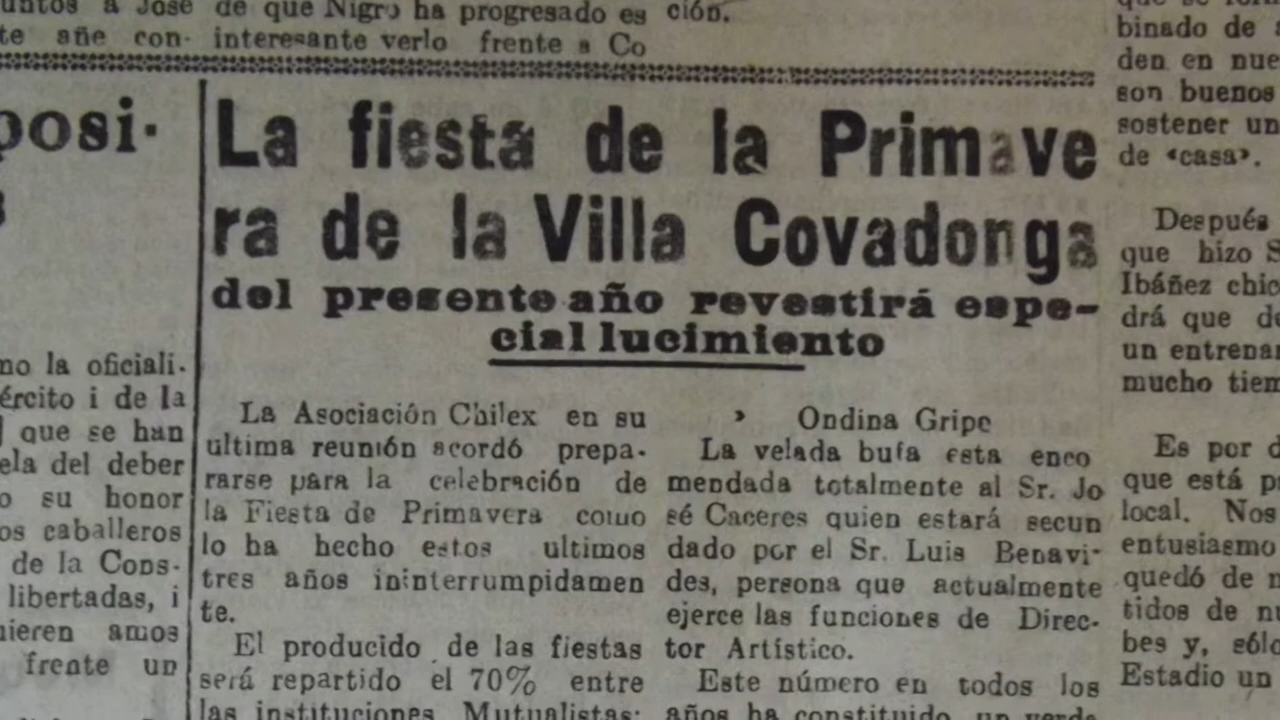 untos a José
te añe con-
de que Nigro ha progresado es
interesante verlo frente a Co
ción.
posi-
no la oficiali-
ército i de la
que se han
ela del deber
o su honor
os caballeros
de la Cons-
libertadas, i
uieren amos
frente un
La fiesta de la Primave
ra de la Villa Covadonga
del presente año revestirá espe-
cial lucimiento
La Asociación Chilex en su
ultima reunión acordó prepa-
rarse para la celebración de
la Fiesta de Primavera como
lo ha hecho estos ultimos
tres años ininterrumpidamen
te.
El producido de las fiestas
será repartido el 70% entre
las instituciones Mutualistas:
› Ondina Gripe
La velada bufa esta enco
mendada totalmente al Sr. Jo
sé Caceres quien estará secun
dado por el Sr. Luis Benavi-
des, persona que actualmente
ejerce las funciones de Direc-
tor Artístico.
Este número en todos los
años ha constituido un verda
binado de
den en nue
son buenos
sostener un
de «casa».
Después
que hizo S
Ibáñez chic
drá que de
un entrenar
mucho tiem
Es por d
que está p
local. Nos
entusiasmo
quedó de
tidos de nu
bes y, sólo
Estadio un